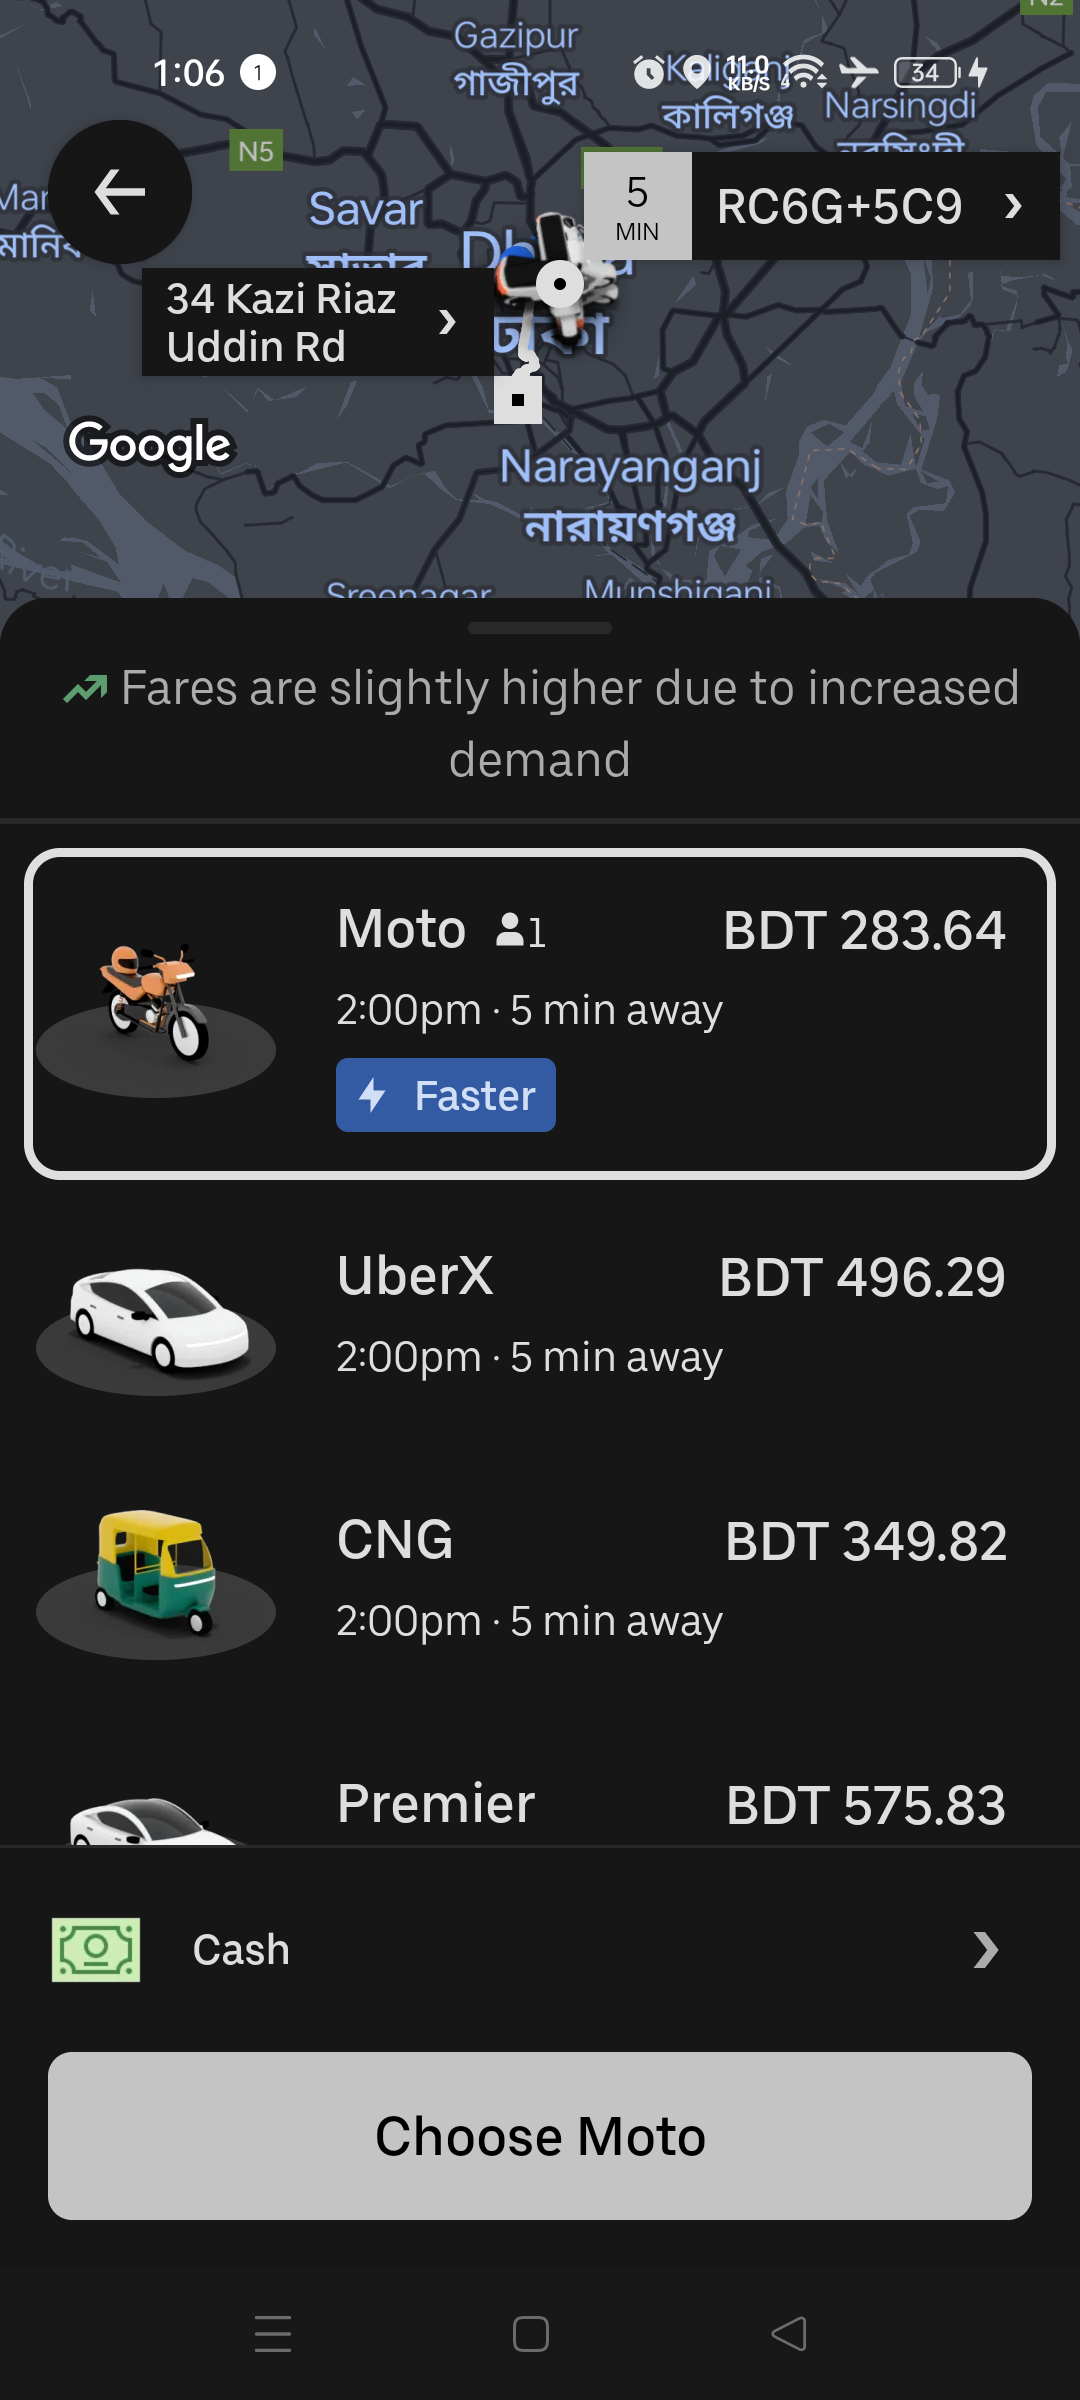 Gazipur
গাজীপুর
1:06 1
11.0
KB/S
34
Kaliganj
কালিগঞ্জ
Narsingdi
নরসিংদী
N5
Savar
সাভার
5
MIN
RC6G+5C9
34 Kazi Riaz
Uddin Rd
ঢাকা
Google
Narayanganj
নারায়ণগঞ্জ
River
Sreenagar
Munshiganj
Fares are slightly higher due to increased
demand
Moto 1 BDT 283.64
2:00pm · 5 min away
Faster
UberX BDT 496.29
2:00pm · 5 min away
CNG BDT 349.82
2:00pm · 5 min away
Premier BDT 575.83
Cash
Choose Moto